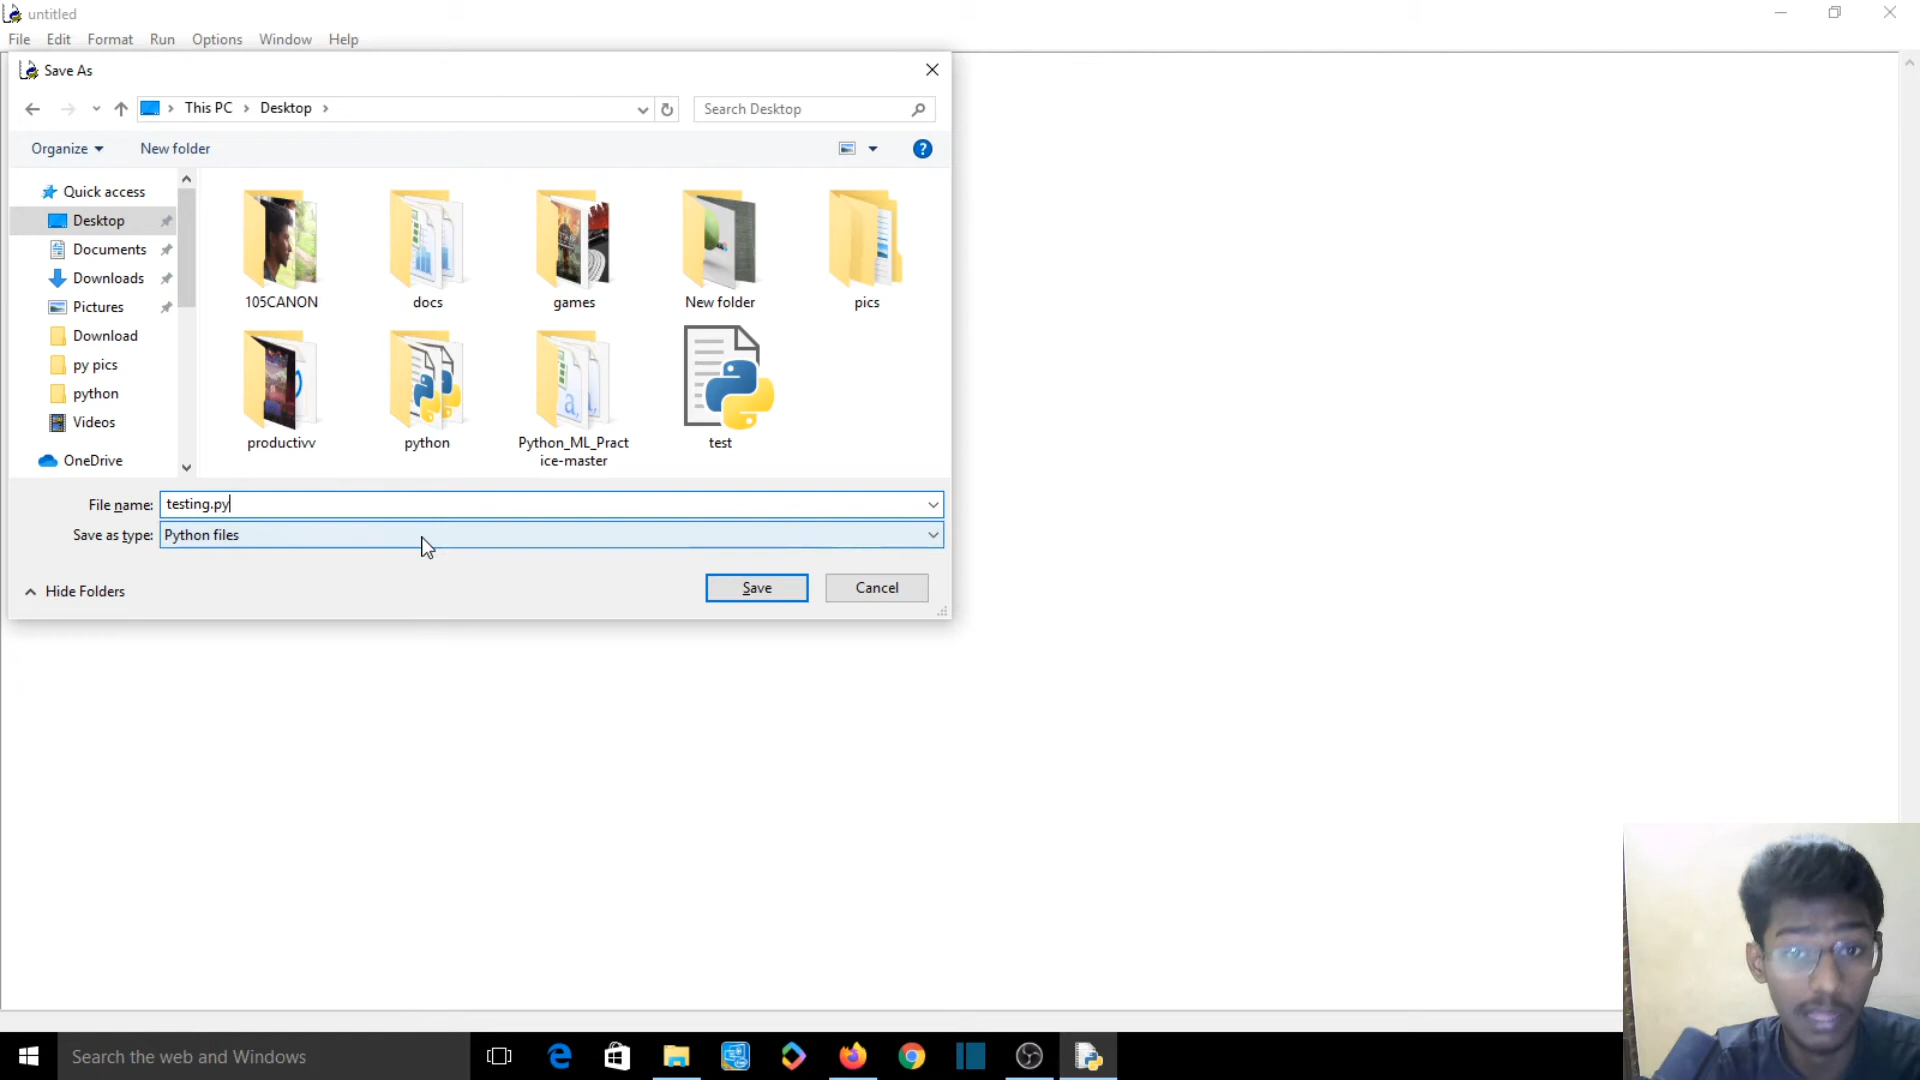 untitled
File Edit Format Run Options Window Help
Save As
This PC Desktop
Search Desktop
Organize New folder
Quick access
Desktop
Documents
Downloads
Pictures
Download
py pics
python
Videos
OneDrive
105CANON docs games New folder pics
productivv python Python_ML_Pract test
ice-master
File name: testing.py
Save as type: Python files
Hide Folders Save Cancel
Search the web and Windows